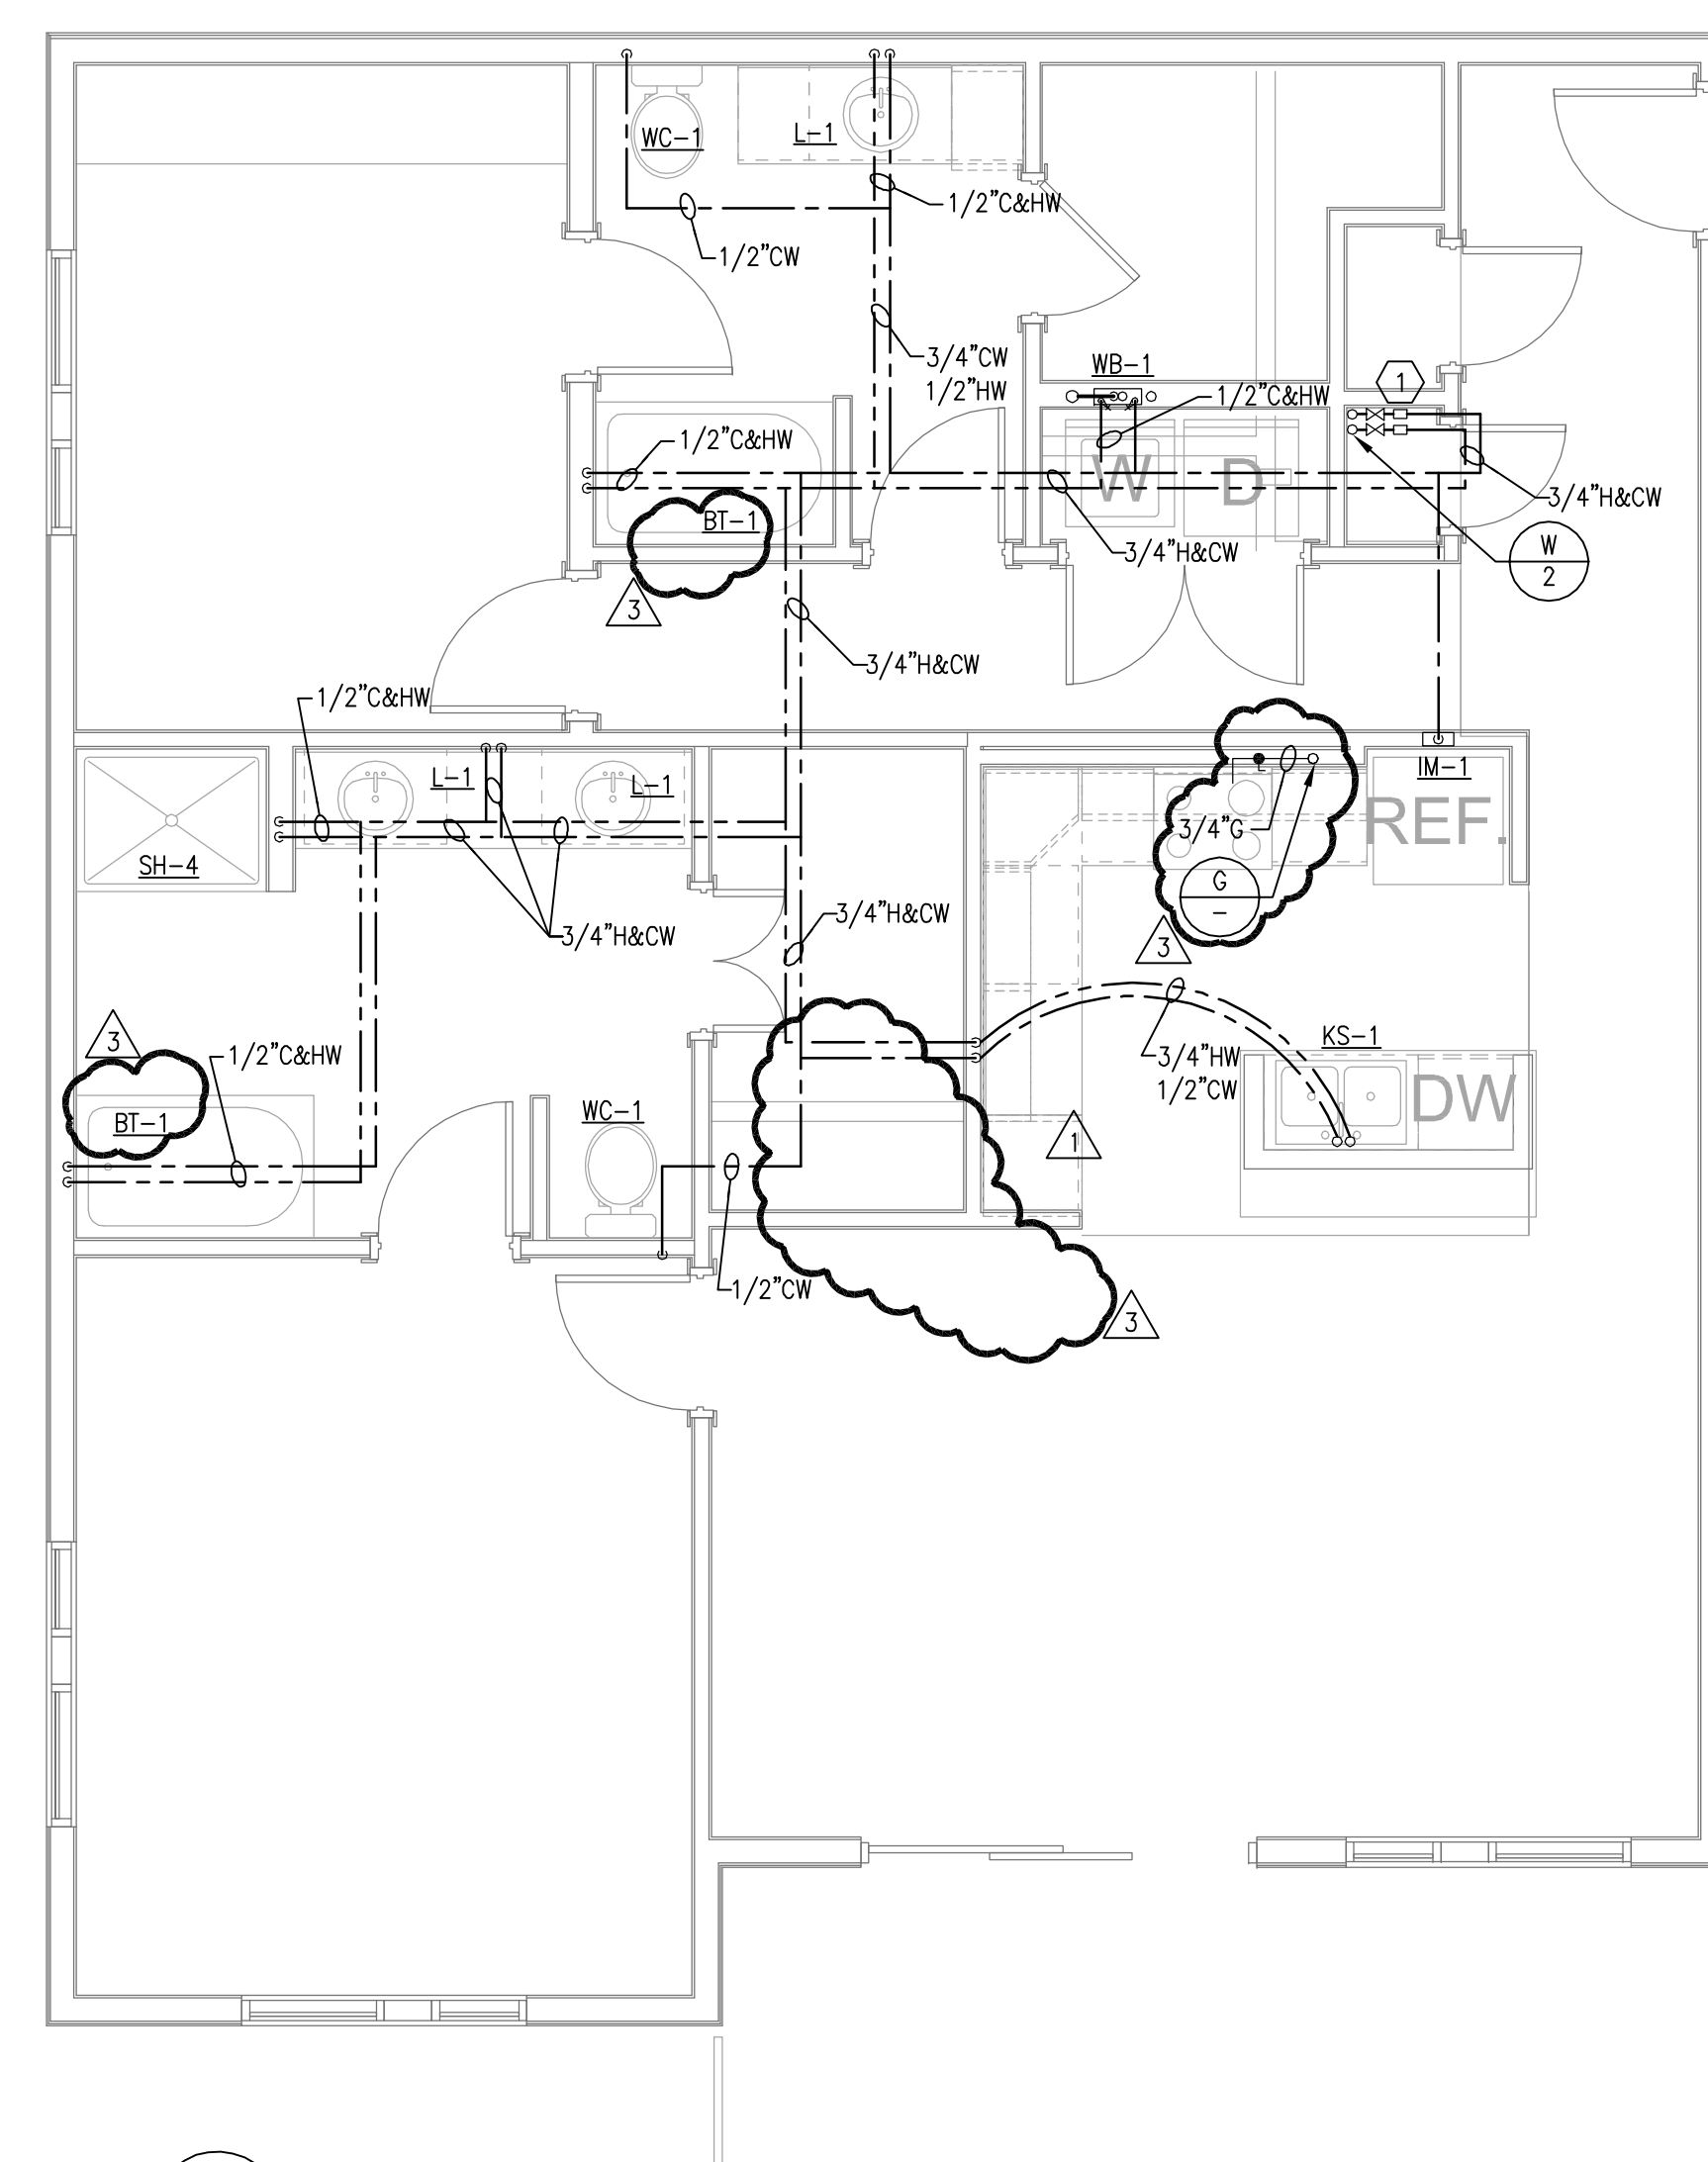 WC-1
L-1
1/2"C&HW
1/2"CW
3/4"CW
1/2"HW
WB-1
1
1/2"C&HW
1/2"C&HW
W
D
3/4"H&CW
BT-1
3/4"H&CW
W
2
3
3/4"H&CW
1/2"C&HW
L-1
L-1
IM-1
REF.
3/4"G
SH-4
G
-
3/4"H&CW
3/4"H&CW
3
3
1/2"C&HW
KS-1
3/4"HW
1/2"CW
DW
WC-1
BT-1
1
1/2"CW
3